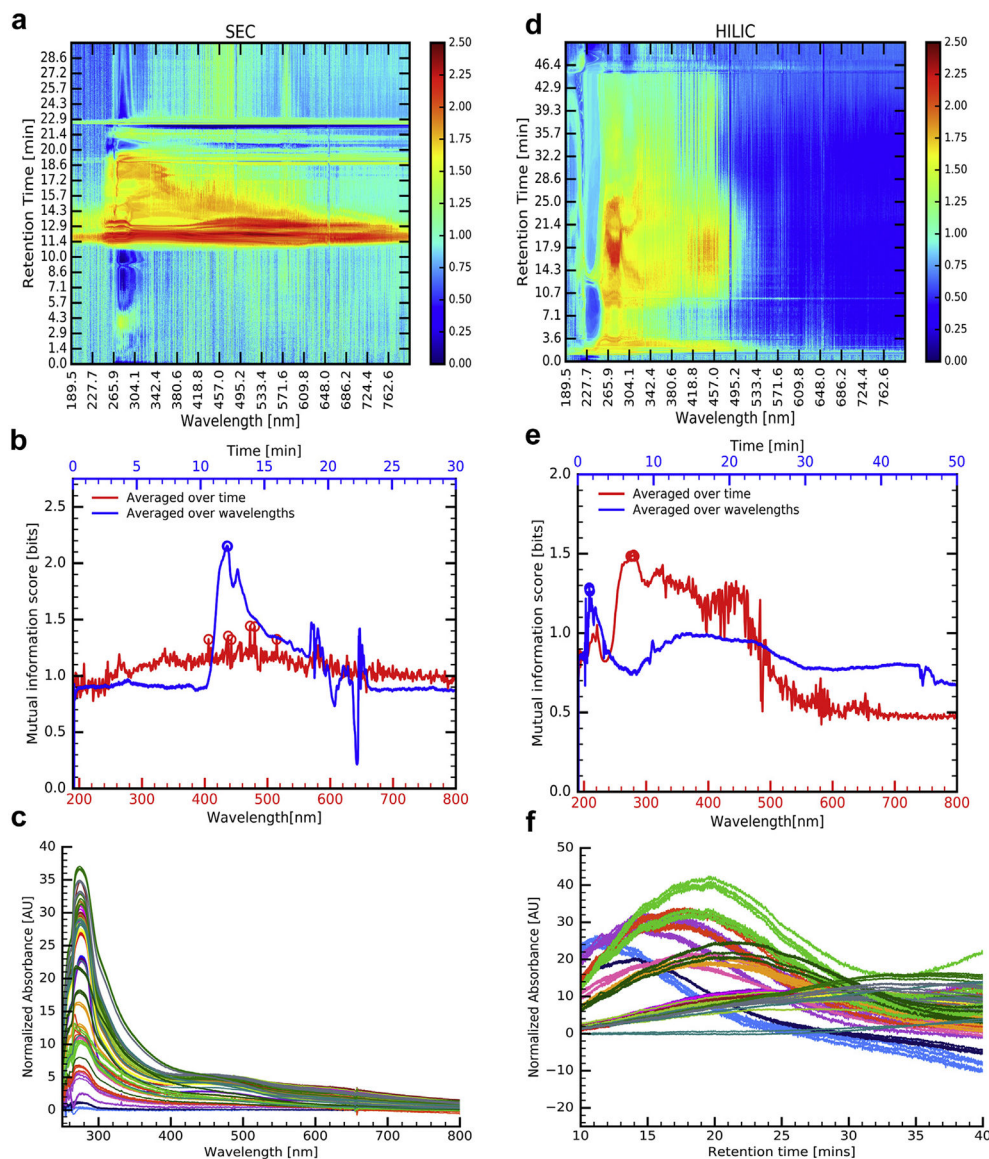 a
SEC
Retention Time [min]
28.6
27.2
25.7
24.3
22.9
21.4
20.0
18.6
17.2
15.7
14.3
12.9
11.4
10.0
8.6
7.1
5.7
4.3
2.9
1.4
0.0
189.5 227.7 265.9 304.1 342.4 380.6 418.8 457.0 495.2 533.4 571.6 609.8 648.0 686.2 724.4 762.6
Wavelength [nm]
2.50
2.25
2.00
1.75
1.50
1.25
1.00
0.75
0.50
0.25
0.00
d
HILIC
Retention Time [min]
46.4
42.9
39.3
35.7
32.2
28.6
25.0
21.4
17.9
14.3
10.7
7.1
3.6
0.0
189.5 227.7 265.9 304.1 342.4 380.6 418.8 457.0 495.2 533.4 571.6 609.8 648.0 686.2 724.4 762.6
Wavelength [nm]
2.50
2.25
2.00
1.75
1.50
1.25
1.00
0.75
0.50
0.25
0.00
b
Time [min]
0 5 10 15 20 25 30
Averaged over time
Averaged over wavelengths
Mutual information score [bits]
2.5
2.0
1.5
1.0
0.5
0.0
200 300 400 500 600 700 800
Wavelength[nm]
e
Time [min]
0 10 20 30 40 50
Averaged over time
Averaged over wavelengths
Mutual information score [bits]
2.0
1.5
1.0
0.5
0.0
200 300 400 500 600 700 800
Wavelength[nm]
c
Normalized Absorbance [AU]
40
35
30
25
20
15
10
5
0
300 400 500 600 700 800
Wavelength [nm]
f
Normalized Absorbance [AU]
50
40
30
20
10
0
−10
−20
10 15 20 25 30 35 40
Retention time [mins]